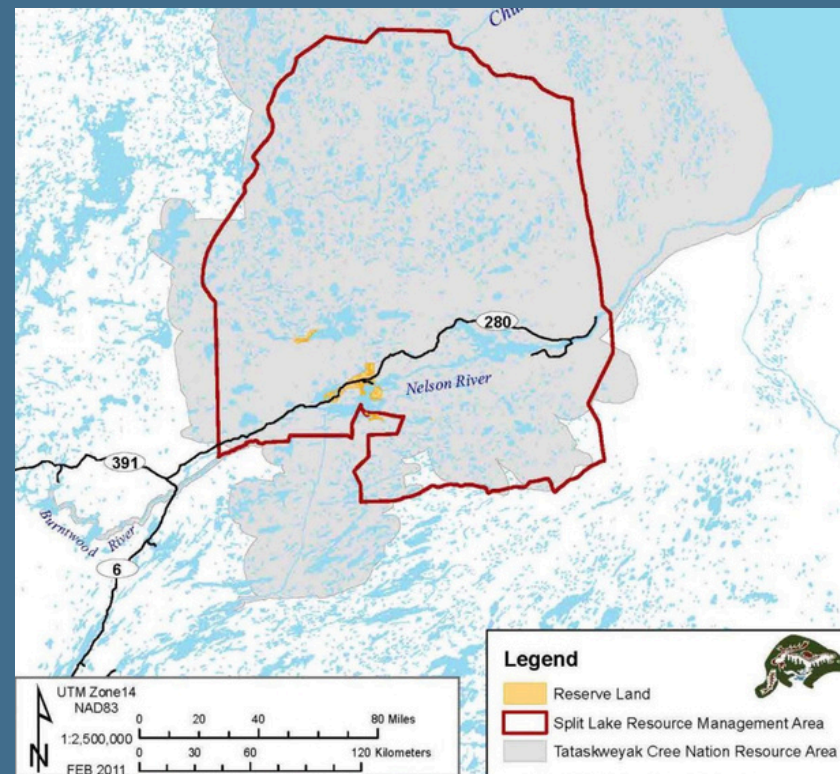 Chu
280
Nelson River
391
Burntwood
River
6
UTM Zone14
NAD83
0 20 40 80 Miles
1:2,500,000
0 30 60 120 Kilometers
N
FEB 2011
Legend
Reserve Land
Split Lake Resource Management Area
Tataskweyak Cree Nation Resource Area